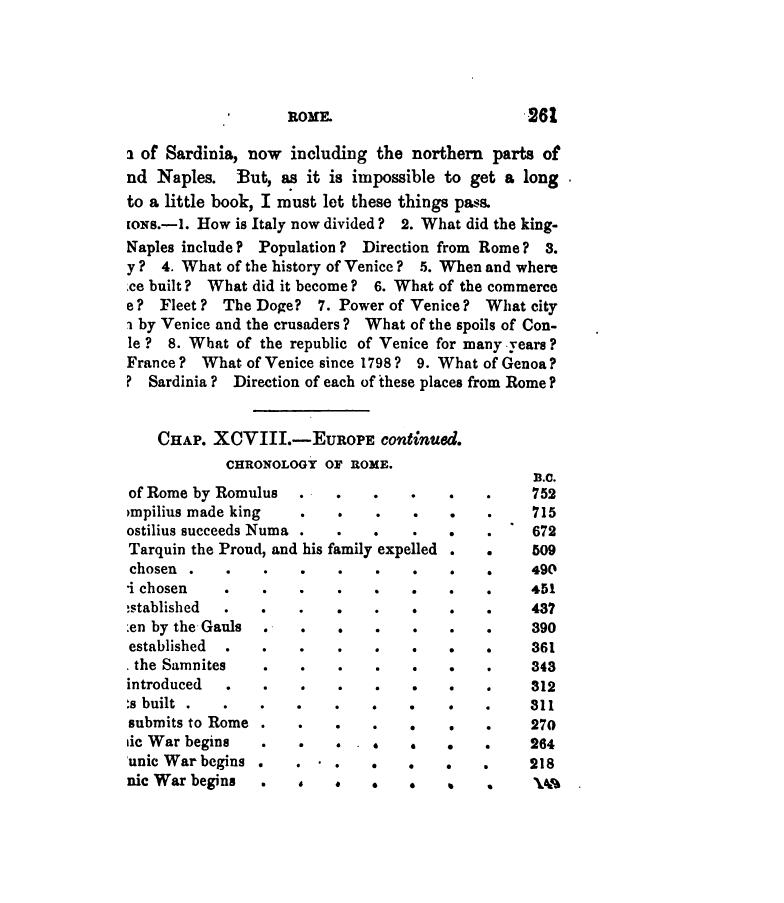 ROME. 261
of Sardinia, now including the northern parts of
nd Naples. But, as it is impossible to get a long
to a little book, I must let these things pass.
IONS.—1. How is Italy now divided? 2. What did the king-
Naples include? Population? Direction from Rome? 3.
y? 4. What of the history of Venice? 5. When and where
ce built? What did it become? 6. What of the commerce
e? Fleet? The Doge? 7. Power of Venice? What city
by Venice and the crusaders? What of the spoils of Con-
le? 8. What of the republic of Venice for many years?
France? What of Venice since 1798? 9. What of Genoa?
? Sardinia? Direction of each of these places from Rome?
CHAP. XCVIII.—EUROPE continued.
CHRONOLOGY OF ROME.
B.C.
of Rome by Romulus . . . . . . 752
ompilius made king . . . . . . 715
ostilius succeeds Numa . . . . . . 672
Tarquin the Proud, and his family expelled . . 509
chosen . . . . . . . . . 490
i chosen . . . . . . . . 451
established . . . . . . . . 437
en by the Gauls . . . . . . . 390
established . . . . . . . . 361
the Samnites . . . . . . . 343
introduced . . . . . . . . 312
s built . . . . . . . . . 311
submits to Rome . . . . . . . 270
ic War begins . . . . . . . 264
unic War begins . . . . . . . 218
nic War begins . . . . . . . 149